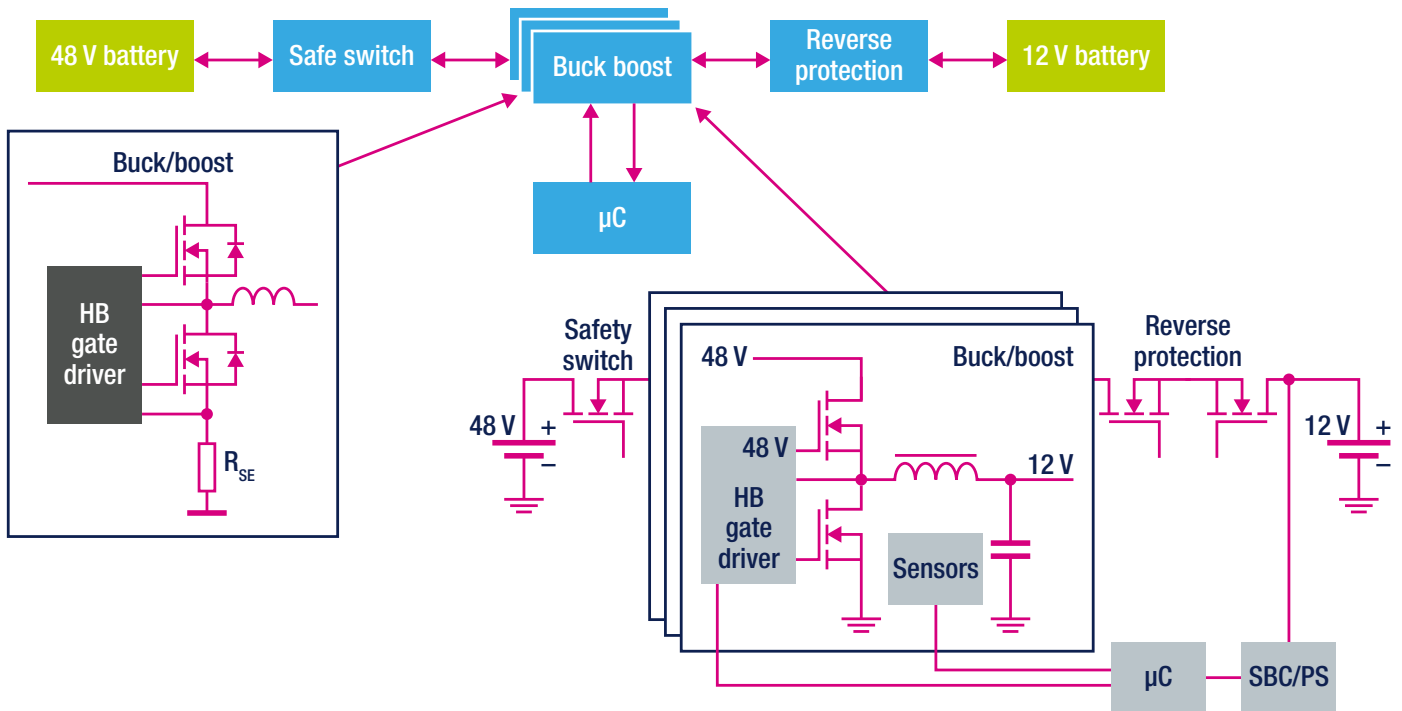 48 V battery
Safe switch
Buck boost
Reverse
protection
12 V battery
µC
Buck/boost
HB
gate
driver
RSE
Safety
switch
48 V
+
−
48 V
Buck/boost
48 V
HB
gate
driver
12 V
Sensors
Reverse
protection
12 V
+
−
µC
SBC/PS